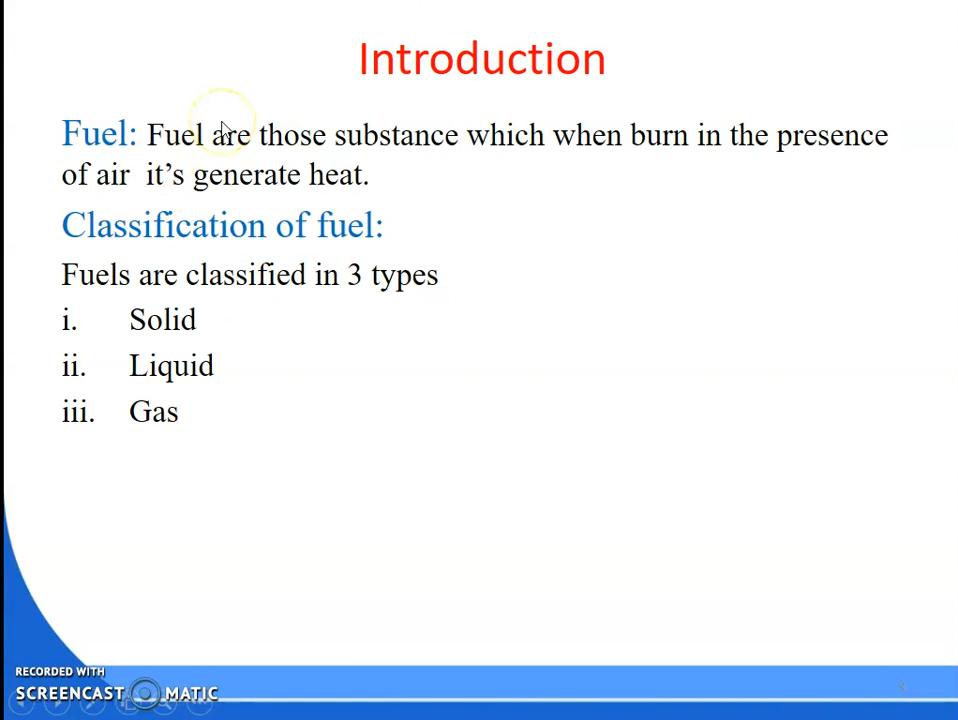 Introduction
Fuel: Fuel are those substance which when burn in the presence
of air it’s generate heat.
Classification of fuel:
Fuels are classified in 3 types
i. Solid
ii. Liquid
iii. Gas
RECORDED WITH
SCREENCAST MATIC